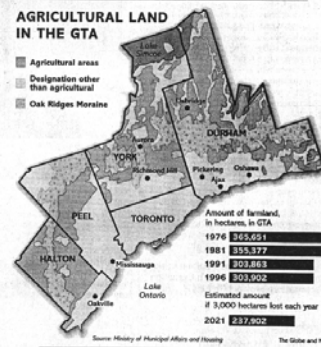 AGRICULTURAL LAND
IN THE GTA
Agricultural areas
Designation other
than agricultural
Oak Ridges Moraine
Lake
Simcoe
Uxbridge
DURHAM
Aurora
YORK
Richmond Hill
Pickering
Oshawa
Ajax
PEEL
TORONTO
HALTON
Mississauga
Lake
Ontario
Oakville
Amount of farmland,
in hectares, in GTA
1976 365,651
1981 355,377
1991 303,863
1996 303,902
Estimated amount
if 3,000 hectares lost each year
2021 237,902
Source: Ministry of Municipal Affairs and Housing
The Globe and